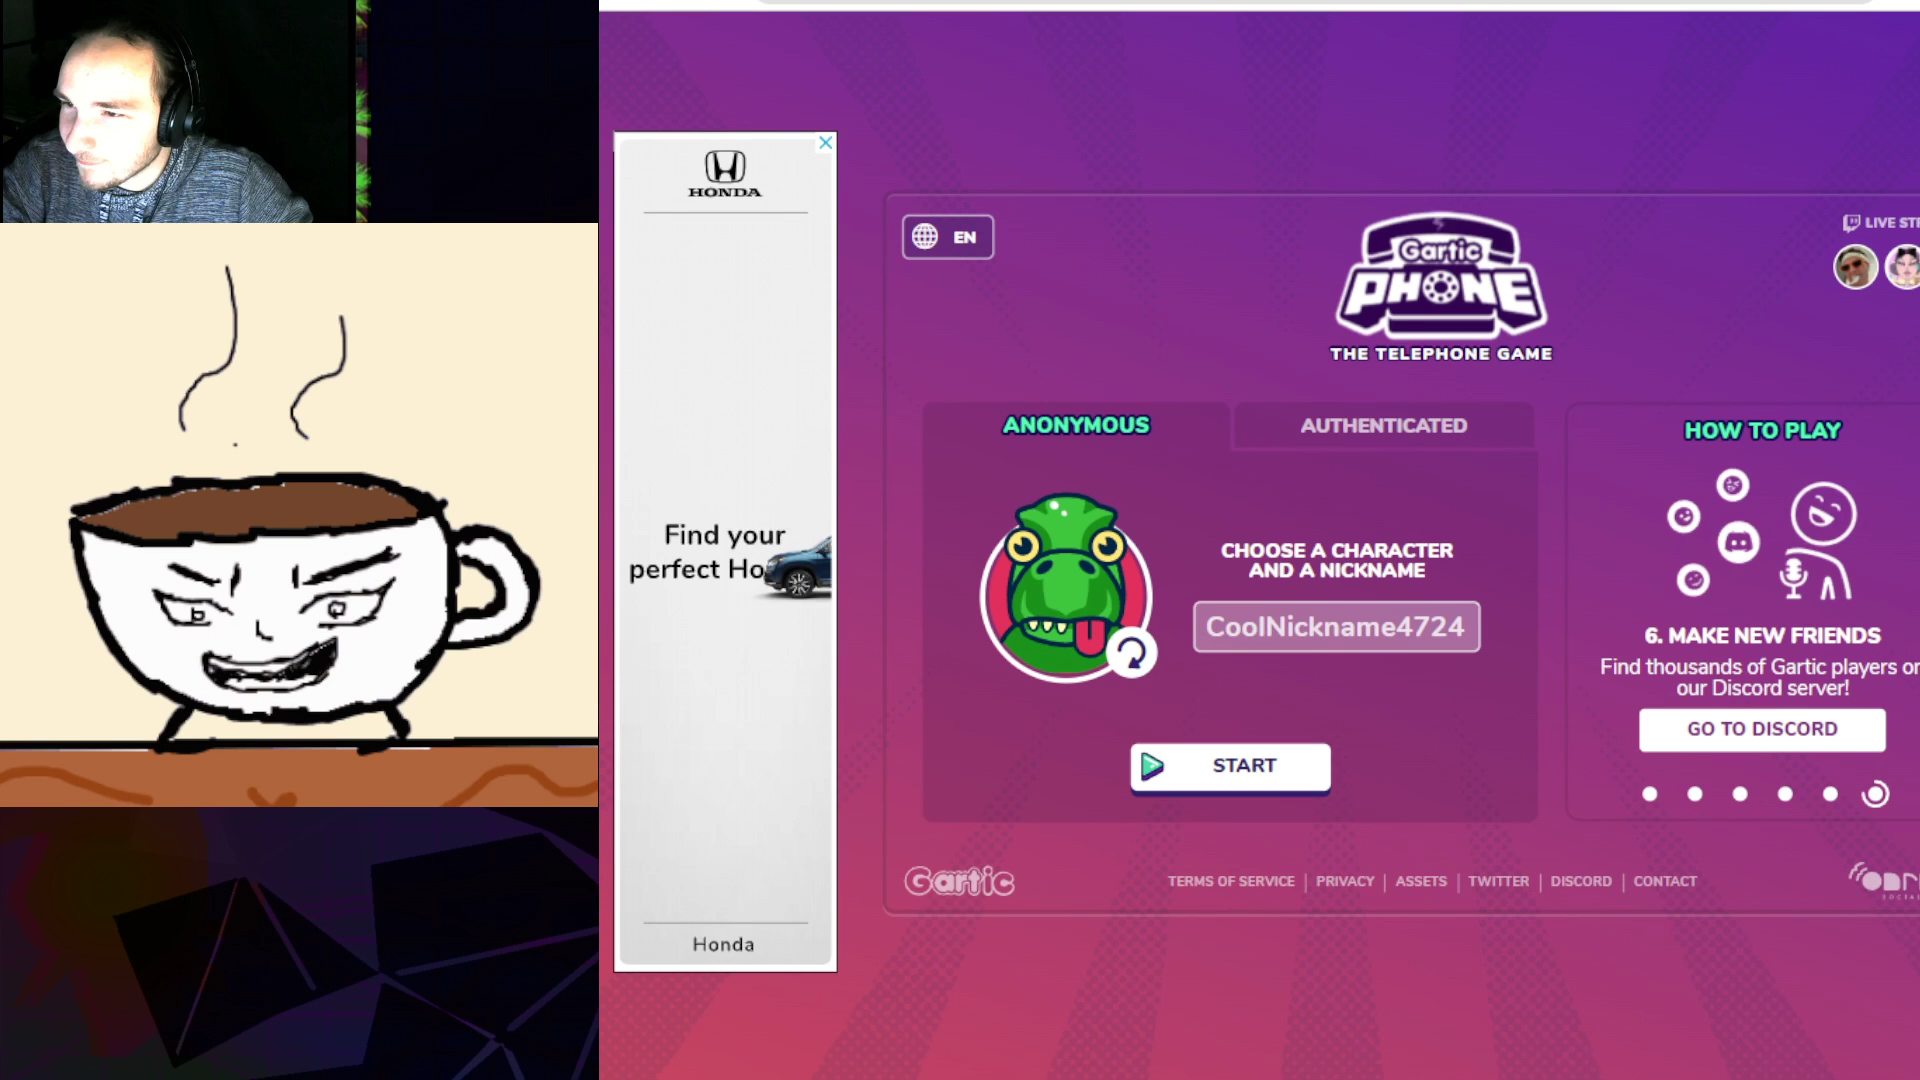 HONDA
Find your
perfect Ho
Honda
EN
Gartic
PHONE
THE TELEPHONE GAME
LIVE STR
ANONYMOUS
AUTHENTICATED
CHOOSE A CHARACTER
AND A NICKNAME
CoolNickname4724
START
HOW TO PLAY
6. MAKE NEW FRIENDS
Find thousands of Gartic players on
our Discord server!
GO TO DISCORD
Gartic
TERMS OF SERVICE | PRIVACY | ASSETS | TWITTER | DISCORD | CONTACT